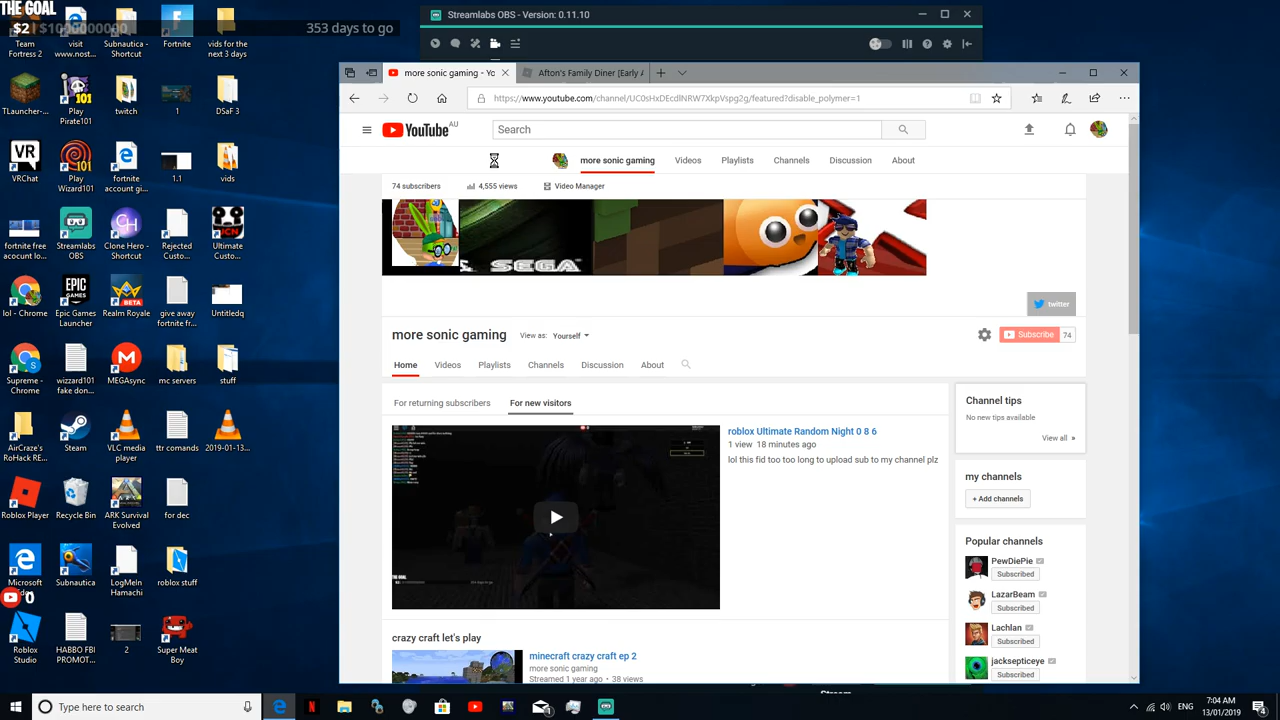 THE GOAL
$2 | $1000000000
353 days to go
Team Fortress 2
visit www.nost...
Subnautica - Shortcut
Fortnite
vids for the next 3 days
TLauncher-...
Play Pirate101
twitch
1
DSaF 3
VRChat
Play Wizard101
fortnite account gi...
1.1
vids
fortnite free account lo...
Streamlabs OBS
Clone Hero - Shortcut
Rejected Custo...
Ultimate Custo...
lol - Chrome
Epic Games Launcher
Realm Royale
give away fortnite fr...
Untitledq
Supreme - Chrome
wizzard101 fake don...
MEGAsync
mc servers
stuff
AirCraze's RoHack RE...
Steam
VLC media player
ttr comands
2019-01-13...
Roblox Player
Recycle Bin
ARK Survival Evolved
for dec
Microsoft
Subnautica
LogMeIn Hamachi
roblox stuff
0
Roblox Studio
HABBO FBI PROMOT...
2
Super Meat Boy
Streamlabs OBS - Version: 0.11.10
more sonic gaming - Yo
Afton's Family Diner [Early A
https://www.youtube.com/channel/UC0sHxDEcdlNRW7XkpVspg2g/featured?disable_polymer=1
YouTube AU
Search
more sonic gaming
Videos
Playlists
Channels
Discussion
About
74 subscribers
4,555 views
Video Manager
SEGA
twitter
more sonic gaming
View as: Yourself
Subscribe 74
Home
Videos
Playlists
Channels
Discussion
About
For returning subscribers
For new visitors
roblox Ultimate Random Night 0 8 6
1 view 18 minutes ago
lol this fid too too long to upload sub to my channel plz
Channel tips
No new tips available
View all »
my channels
+ Add channels
Popular channels
PewDiePie
Subscribed
LazarBeam
Subscribed
Lachlan
Subscribed
jacksepticeye
Subscribed
crazy craft let's play
minecraft crazy craft ep 2
more sonic gaming
Streamed 1 year ago • 38 views
Type here to search
7:04 AM
13/01/2019